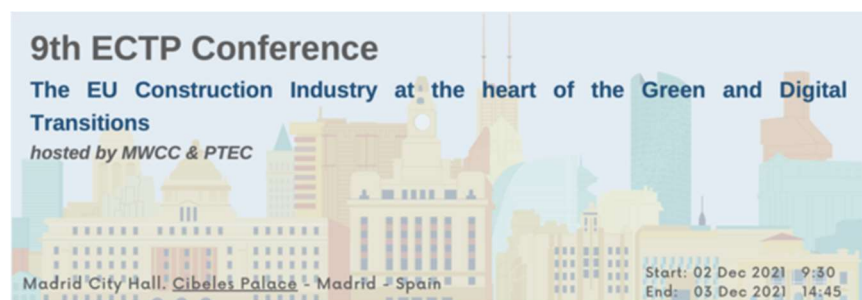 9th ECTP Conference
The EU Construction Industry at the heart of the Green and Digital
Transitions
hosted by MWCC & PTEC
Madrid City Hall. Cibeles Palace - Madrid - Spain
Start: 02 Dec 2021 9:30
End: 03 Dec 2021 14:45